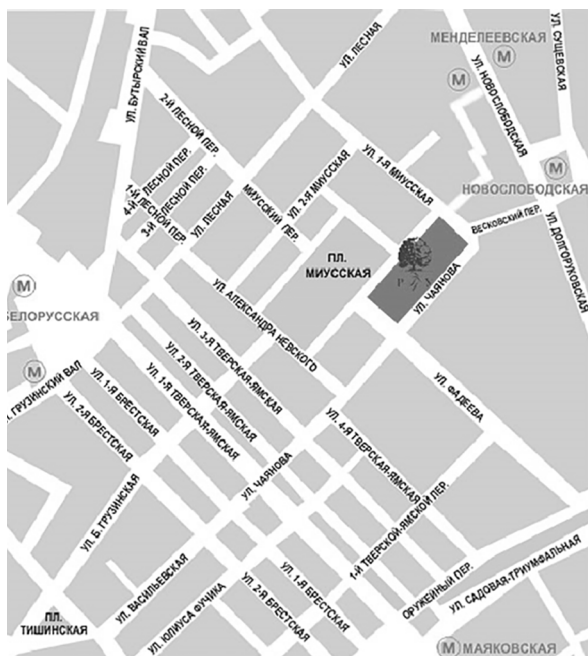 УЛ. СУЩЕВСКАЯ
МЕНДЕЛЕЕВСКАЯ
М
УЛ. ЛЕСНАЯ
УЛ. БУТЫРСКИЙ ВАЛ
УЛ. НОВОСЛОБОДСКАЯ
2-Й ЛЕСНОЙ ПЕР.
М
УЛ. 1-Я МИУССКАЯ
НОВОСЛОБОДСКАЯ
4-Й ЛЕСНОЙ ПЕР.
1-Й ЛЕСНОЙ ПЕР.
3-Й ЛЕСНОЙ ПЕР.
УЛ. ЛЕСНАЯ
МИУССКИЙ ПЕР.
УЛ. 2-Я МИУССКАЯ
ВЕСКОВСКИЙ ПЕР.
УЛ. ДОЛГОРУКОВСКАЯ
ПЛ.
МИУССКАЯ
УЛ. ЧАЯНОВА
М
БЕЛОРУССКАЯ
УЛ. АЛЕКСАНДРА НЕВСКОГО
М
УЛ. 3-Я ТВЕРСКАЯ-ЯМСКАЯ
УЛ. 2-Я ТВЕРСКАЯ-ЯМСКАЯ
УЛ. 1-Я ТВЕРСКАЯ-ЯМСКАЯ
ГРУЗИНСКИЙ ВАЛ
УЛ. 1-Я БРЕСТСКАЯ
УЛ. 2-Я БРЕСТСКАЯ
УЛ. ФАДЕЕВА
УЛ. 4-Я ТВЕРСКАЯ-ЯМСКАЯ
УЛ. ЧАЯНОВА
УЛ. Б. ГРУЗИНСКАЯ
1-Й ТВЕРСКОЙ-ЯМСКОЙ ПЕР.
УЛ. ВАСИЛЬЕВСКАЯ
УЛ. ЮЛИУСА ФУЧИКА
УЛ. 1-Я БРЕСТСКАЯ
УЛ. 2-Я БРЕСТСКАЯ
ОРУЖЕЙНЫЙ ПЕР.
УЛ. САДОВАЯ-ТРИУМФАЛЬНАЯ
ПЛ.
ТИШИНСКАЯ
М МАЯКОВСКАЯ